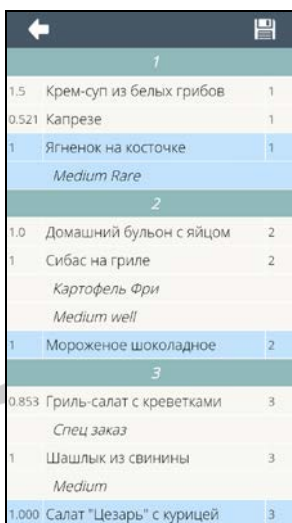 1
1.5 Крем-суп из белых грибов 1
0.521 Капрезе 1
1 Ягненок на косточке 1
Medium Rare
2
1.0 Домашний бульон с яйцом 2
1 Сибас на гриле 2
Картофель Фри
Medium well
1 Мороженое шоколадное 2
3
0.853 Гриль-салат с креветками 3
Спец заказ
1 Шашлык из свинины 3
Medium
1.000 Салат "Цезарь" с курицей 3